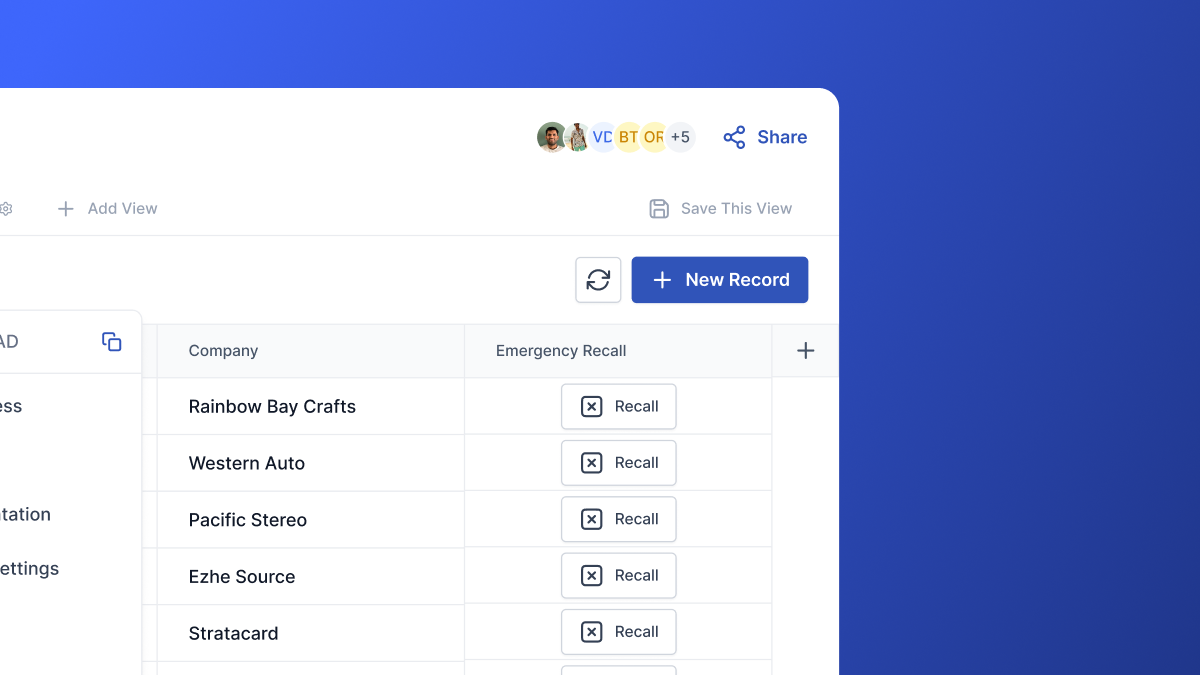 VD BT OR +5 Share
Add View Save This View
New Record
AD
Company Emergency Recall
ess
Rainbow Bay Crafts Recall
Western Auto Recall
tation
Pacific Stereo Recall
ettings
Ezhe Source Recall
Stratacard Recall